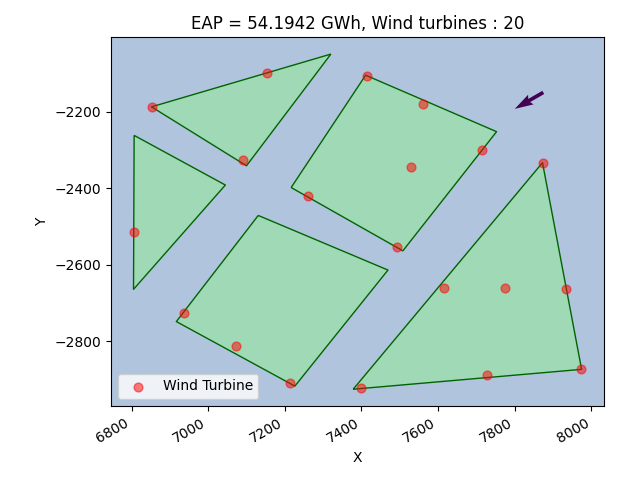 EAP = 54.1942 GWh, Wind turbines : 20
Y
−2200
−2400
−2600
−2800
Wind Turbine
6800 7000 7200 7400 7600 7800 8000
X